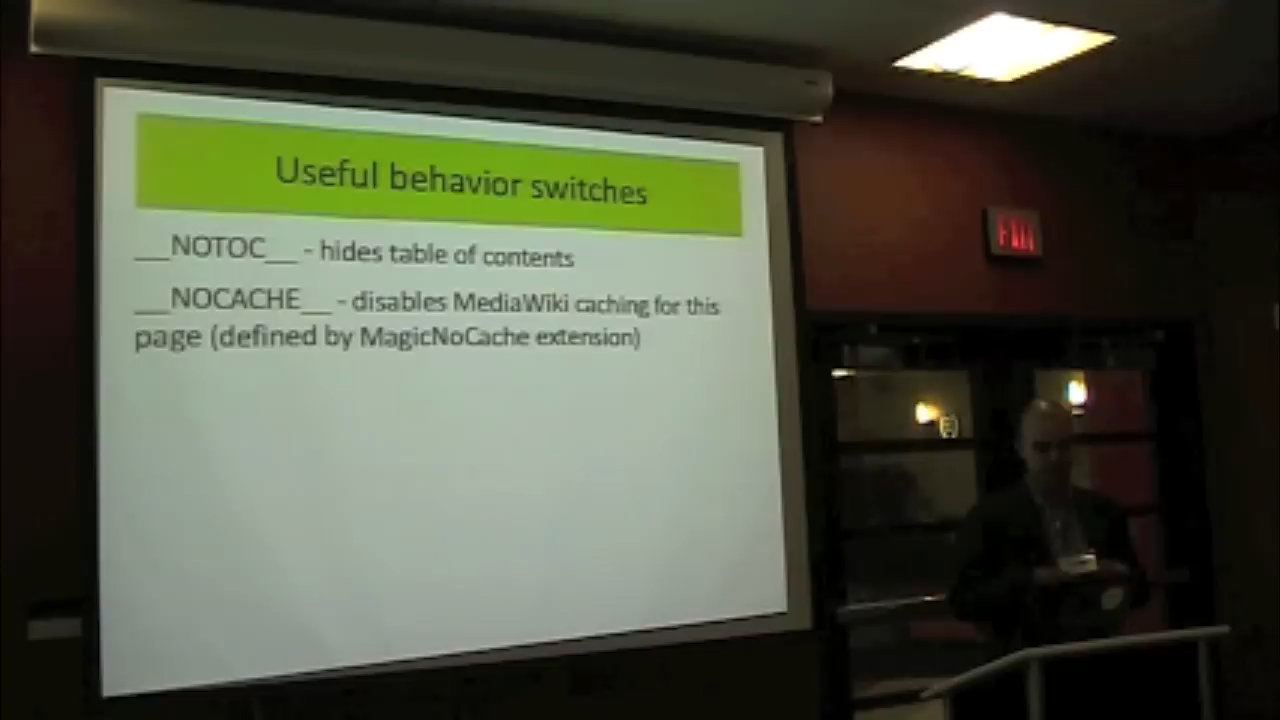 Useful behavior switches
__NOTOC__ - hides table of contents
__NOCACHE__ - disables MediaWiki caching for this
page (defined by MagicNoCache extension)
EXIT